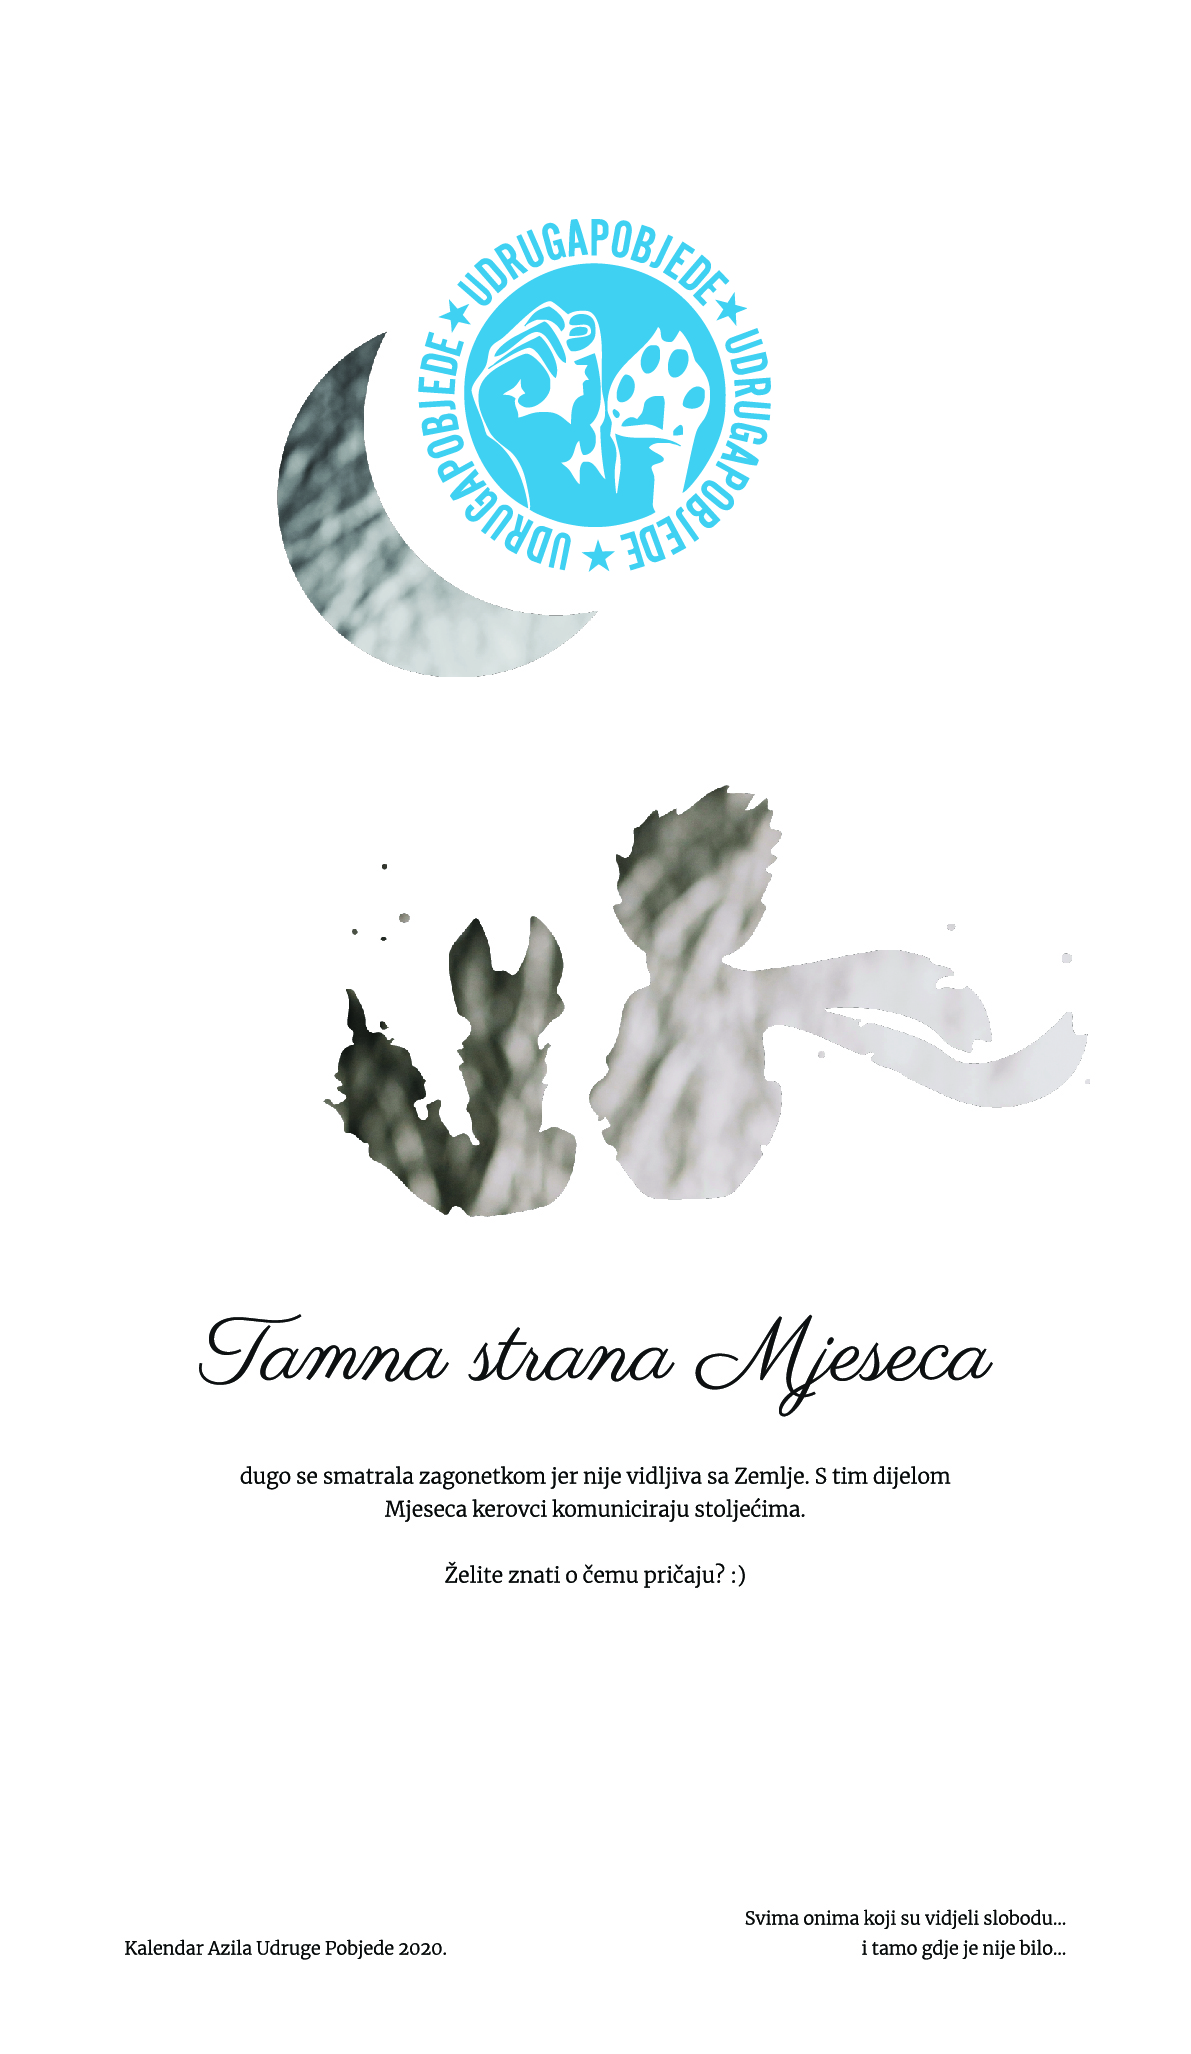 UDRUGAPOBJEDE ★ UDRUGAPOBJEDE ★ UDRUGAPOBJEDE ★
Tamna strana Mjeseca
dugo se smatrala zagonetkom jer nije vidljiva sa Zemlje. S tim dijelom
Mjeseca kerovci komuniciraju stoljećima.
Želite znati o čemu pričaju? :)
Svima onima koji su vidjeli slobodu...
i tamo gdje je nije bilo...
Kalendar Azila Udruge Pobjede 2020.